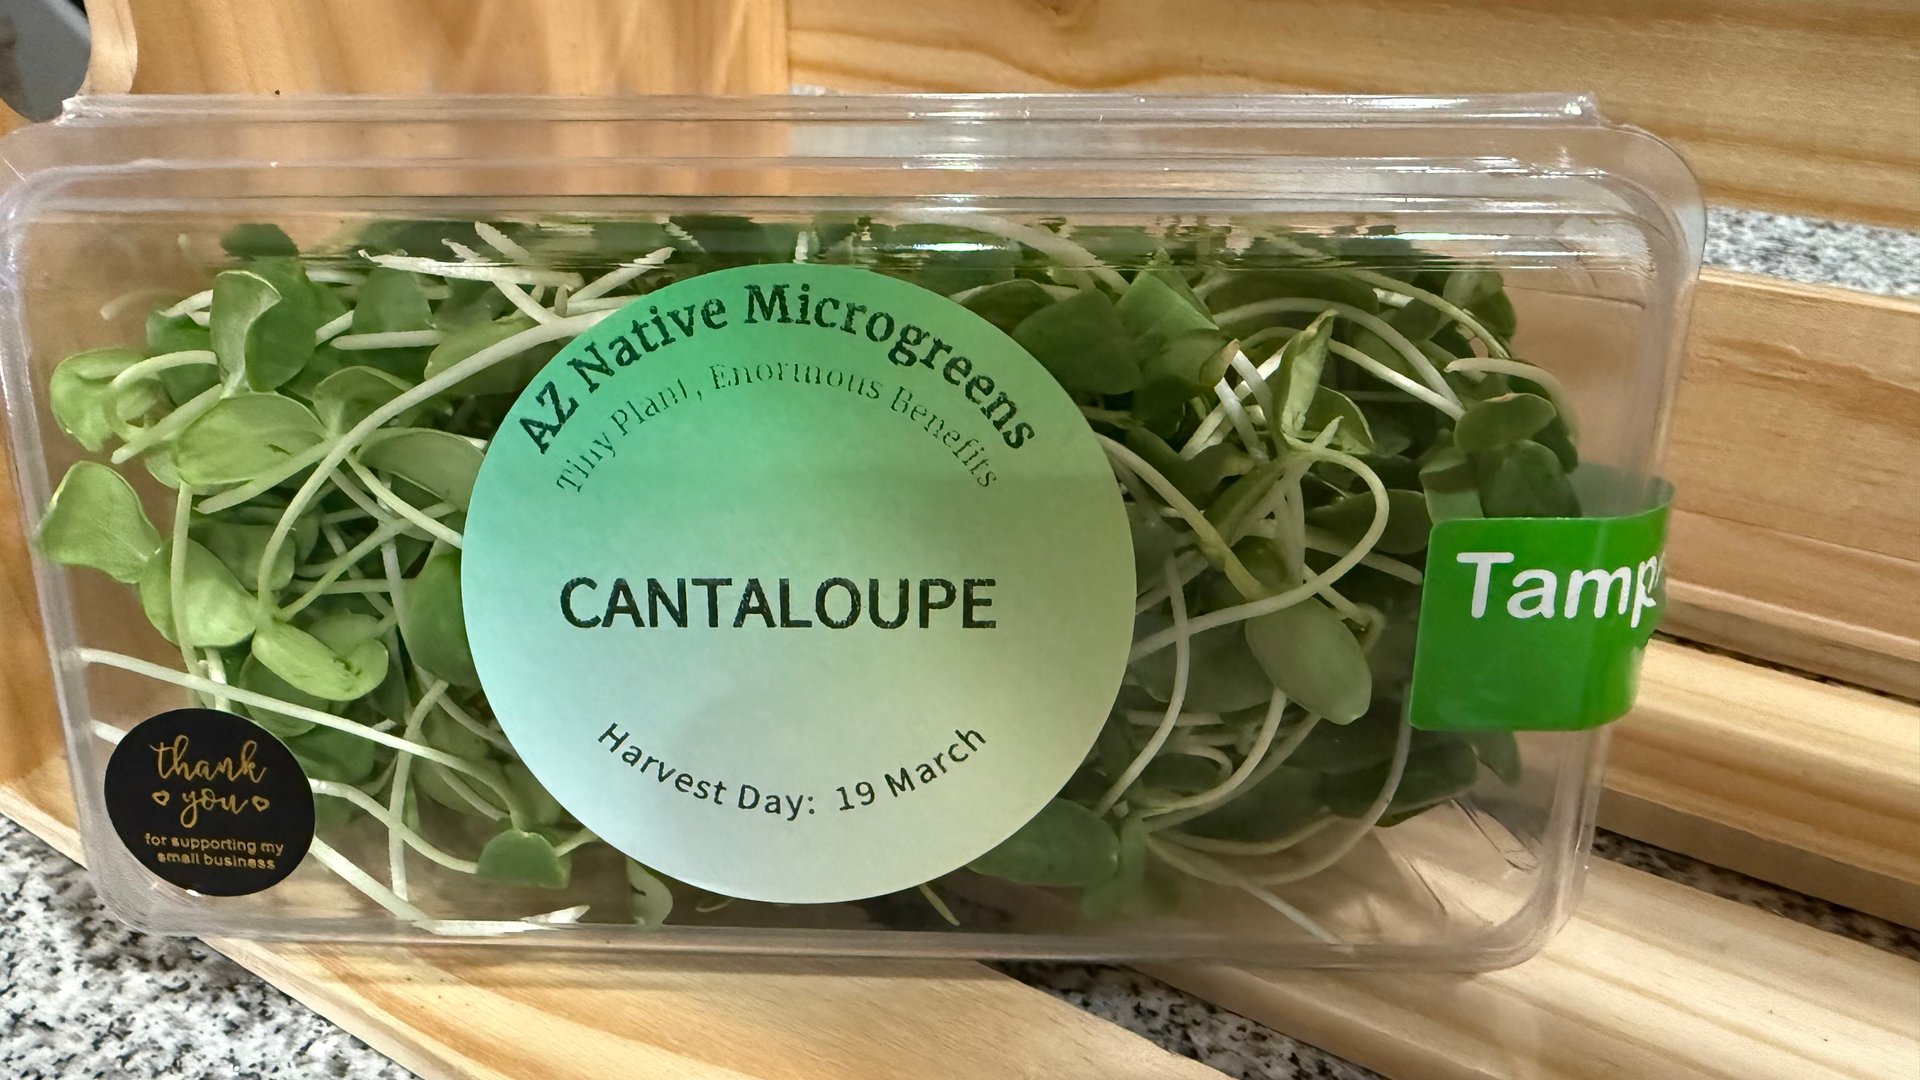 AZ Native Microgreens
Tiny Plant, Enormous Benefits
CANTALOUPE
Harvest Day: 19 March
thank
you
for supporting my
small business
Tamp